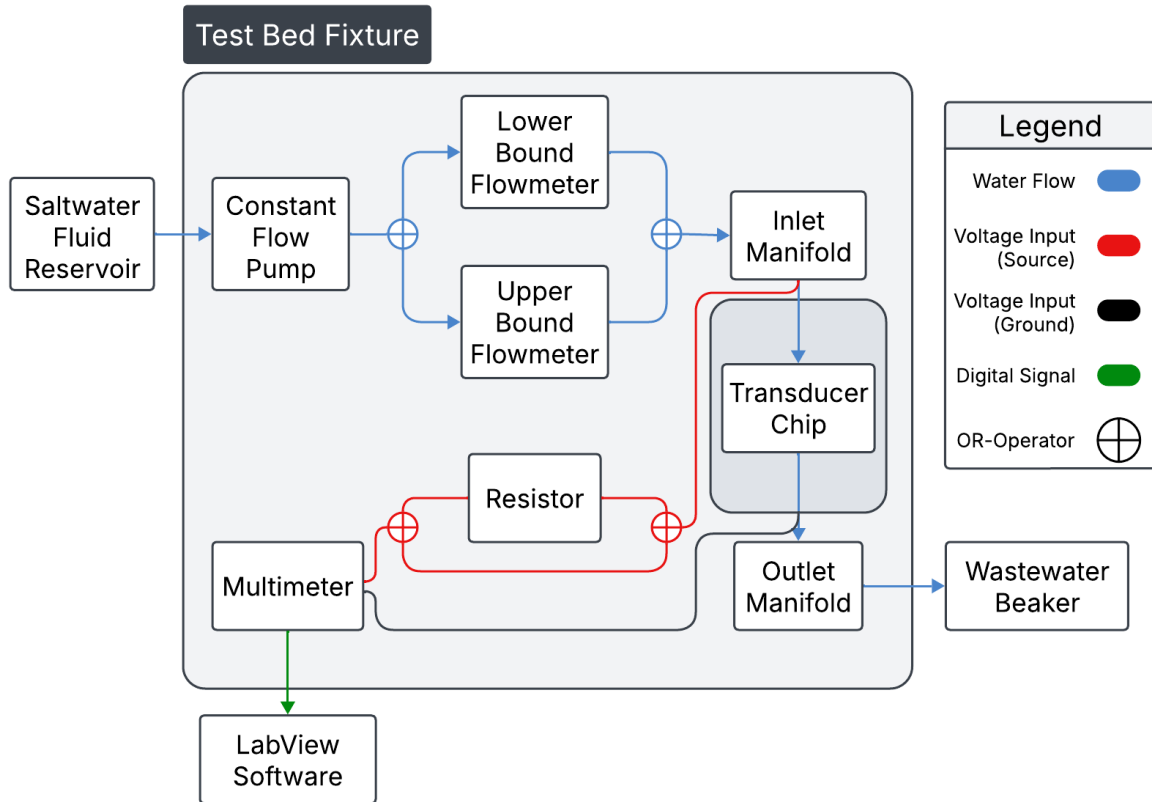 Test Bed Fixture
Saltwater
Fluid
Reservoir
Constant
Flow
Pump
Lower
Bound
Flowmeter
Upper
Bound
Flowmeter
Inlet
Manifold
Transducer
Chip
Resistor
Multimeter
Outlet
Manifold
Wastewater
Beaker
LabView
Software
Legend
Water Flow
Voltage Input
(Source)
Voltage Input
(Ground)
Digital Signal
OR-Operator